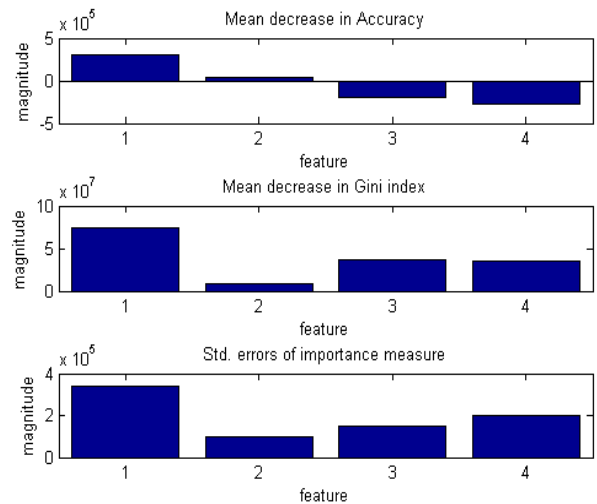 Mean decrease in Accuracy
x 10^5
5
0
-5
magnitude
1 2 3 4
feature
Mean decrease in Gini index
x 10^7
10
5
0
magnitude
1 2 3 4
feature
Std. errors of importance measure
x 10^5
4
2
0
magnitude
1 2 3 4
feature